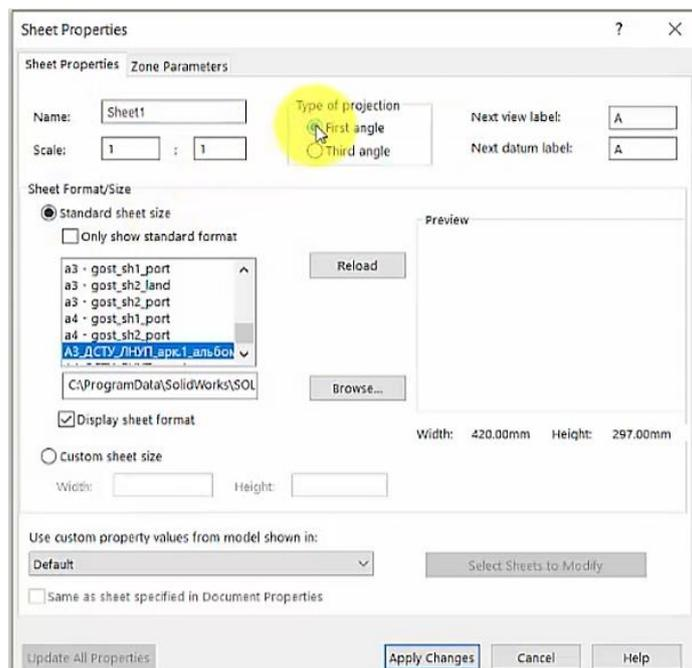 Sheet Properties ? ×
Sheet Properties Zone Parameters
Type of projection
Name: Sheet1 First angle Next view label: A
Scale: 1 : 1 Third angle Next datum label: A
Sheet Format/Size
Standard sheet size
Preview
Only show standard format
a3 - gost_sh1_port
Reload
a3 - gost_sh2_land
a3 - gost_sh2_port
a4 - gost_sh1_port
a4 - gost_sh2_port
А3_ДСТУ_ЛНУП_арк.1_альбом
C:\ProgramData\SolidWorks\SOL Browse...
Display sheet format
Width: 420.00mm Height: 297.00mm
Custom sheet size
Width: Height:
Use custom property values from model shown in:
Default Select Sheets to Modify
Same as sheet specified in Document Properties
Update All Properties Apply Changes Cancel Help